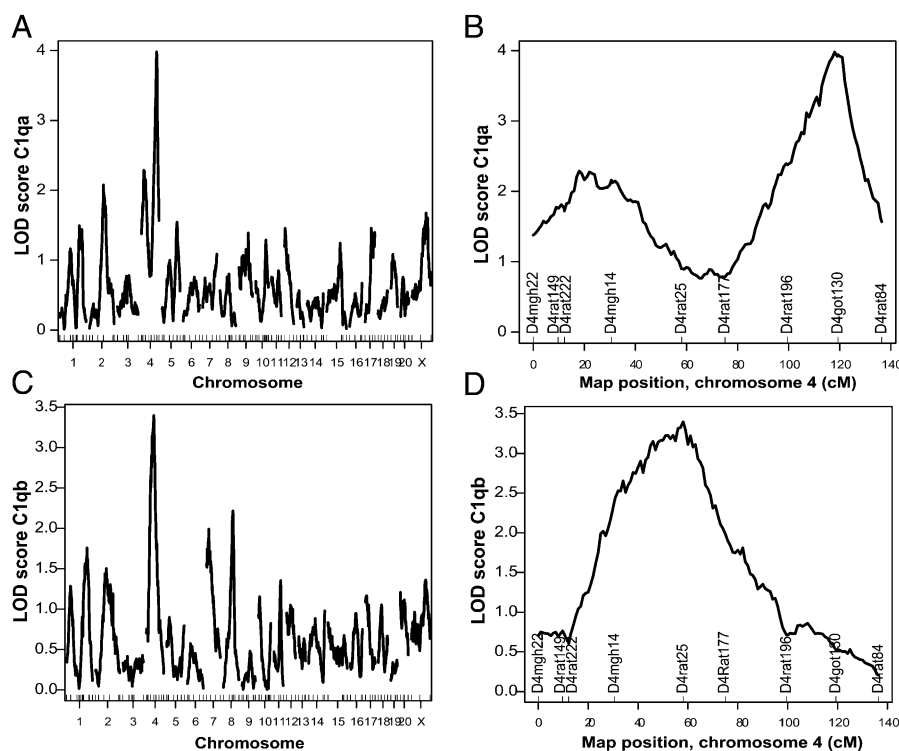 A
LOD score C1qa
4
3
2
1
0
1 2 3 4 5 6 7 8 9 10 11 12 13 14 15 16 17 18 19 20 X
Chromosome
B
LOD score C1qa
4
3
2
1
0
D4mgh22
D4rat149
D4rat222
D4mgh14
D4rat25
D4rat177
D4rat196
D4got130
D4rat84
0 20 40 60 80 100 120 140
Map position, chromosome 4 (cM)
C
LOD score C1qb
3.5
3.0
2.5
2.0
1.5
1.0
0.5
0.0
1 2 3 4 5 6 7 8 9 10 11 12 13 14 15 16 17 18 19 20 X
Chromosome
D
LOD score C1qb
3.5
3.0
2.5
2.0
1.5
1.0
0.5
0.0
D4mgh22
D4rat149
D4rat222
D4mgh14
D4rat25
D4Rat177
D4rat196
D4got130
D4rat84
0 20 40 60 80 100 120 140
Map position, chromosome 4 (cM)